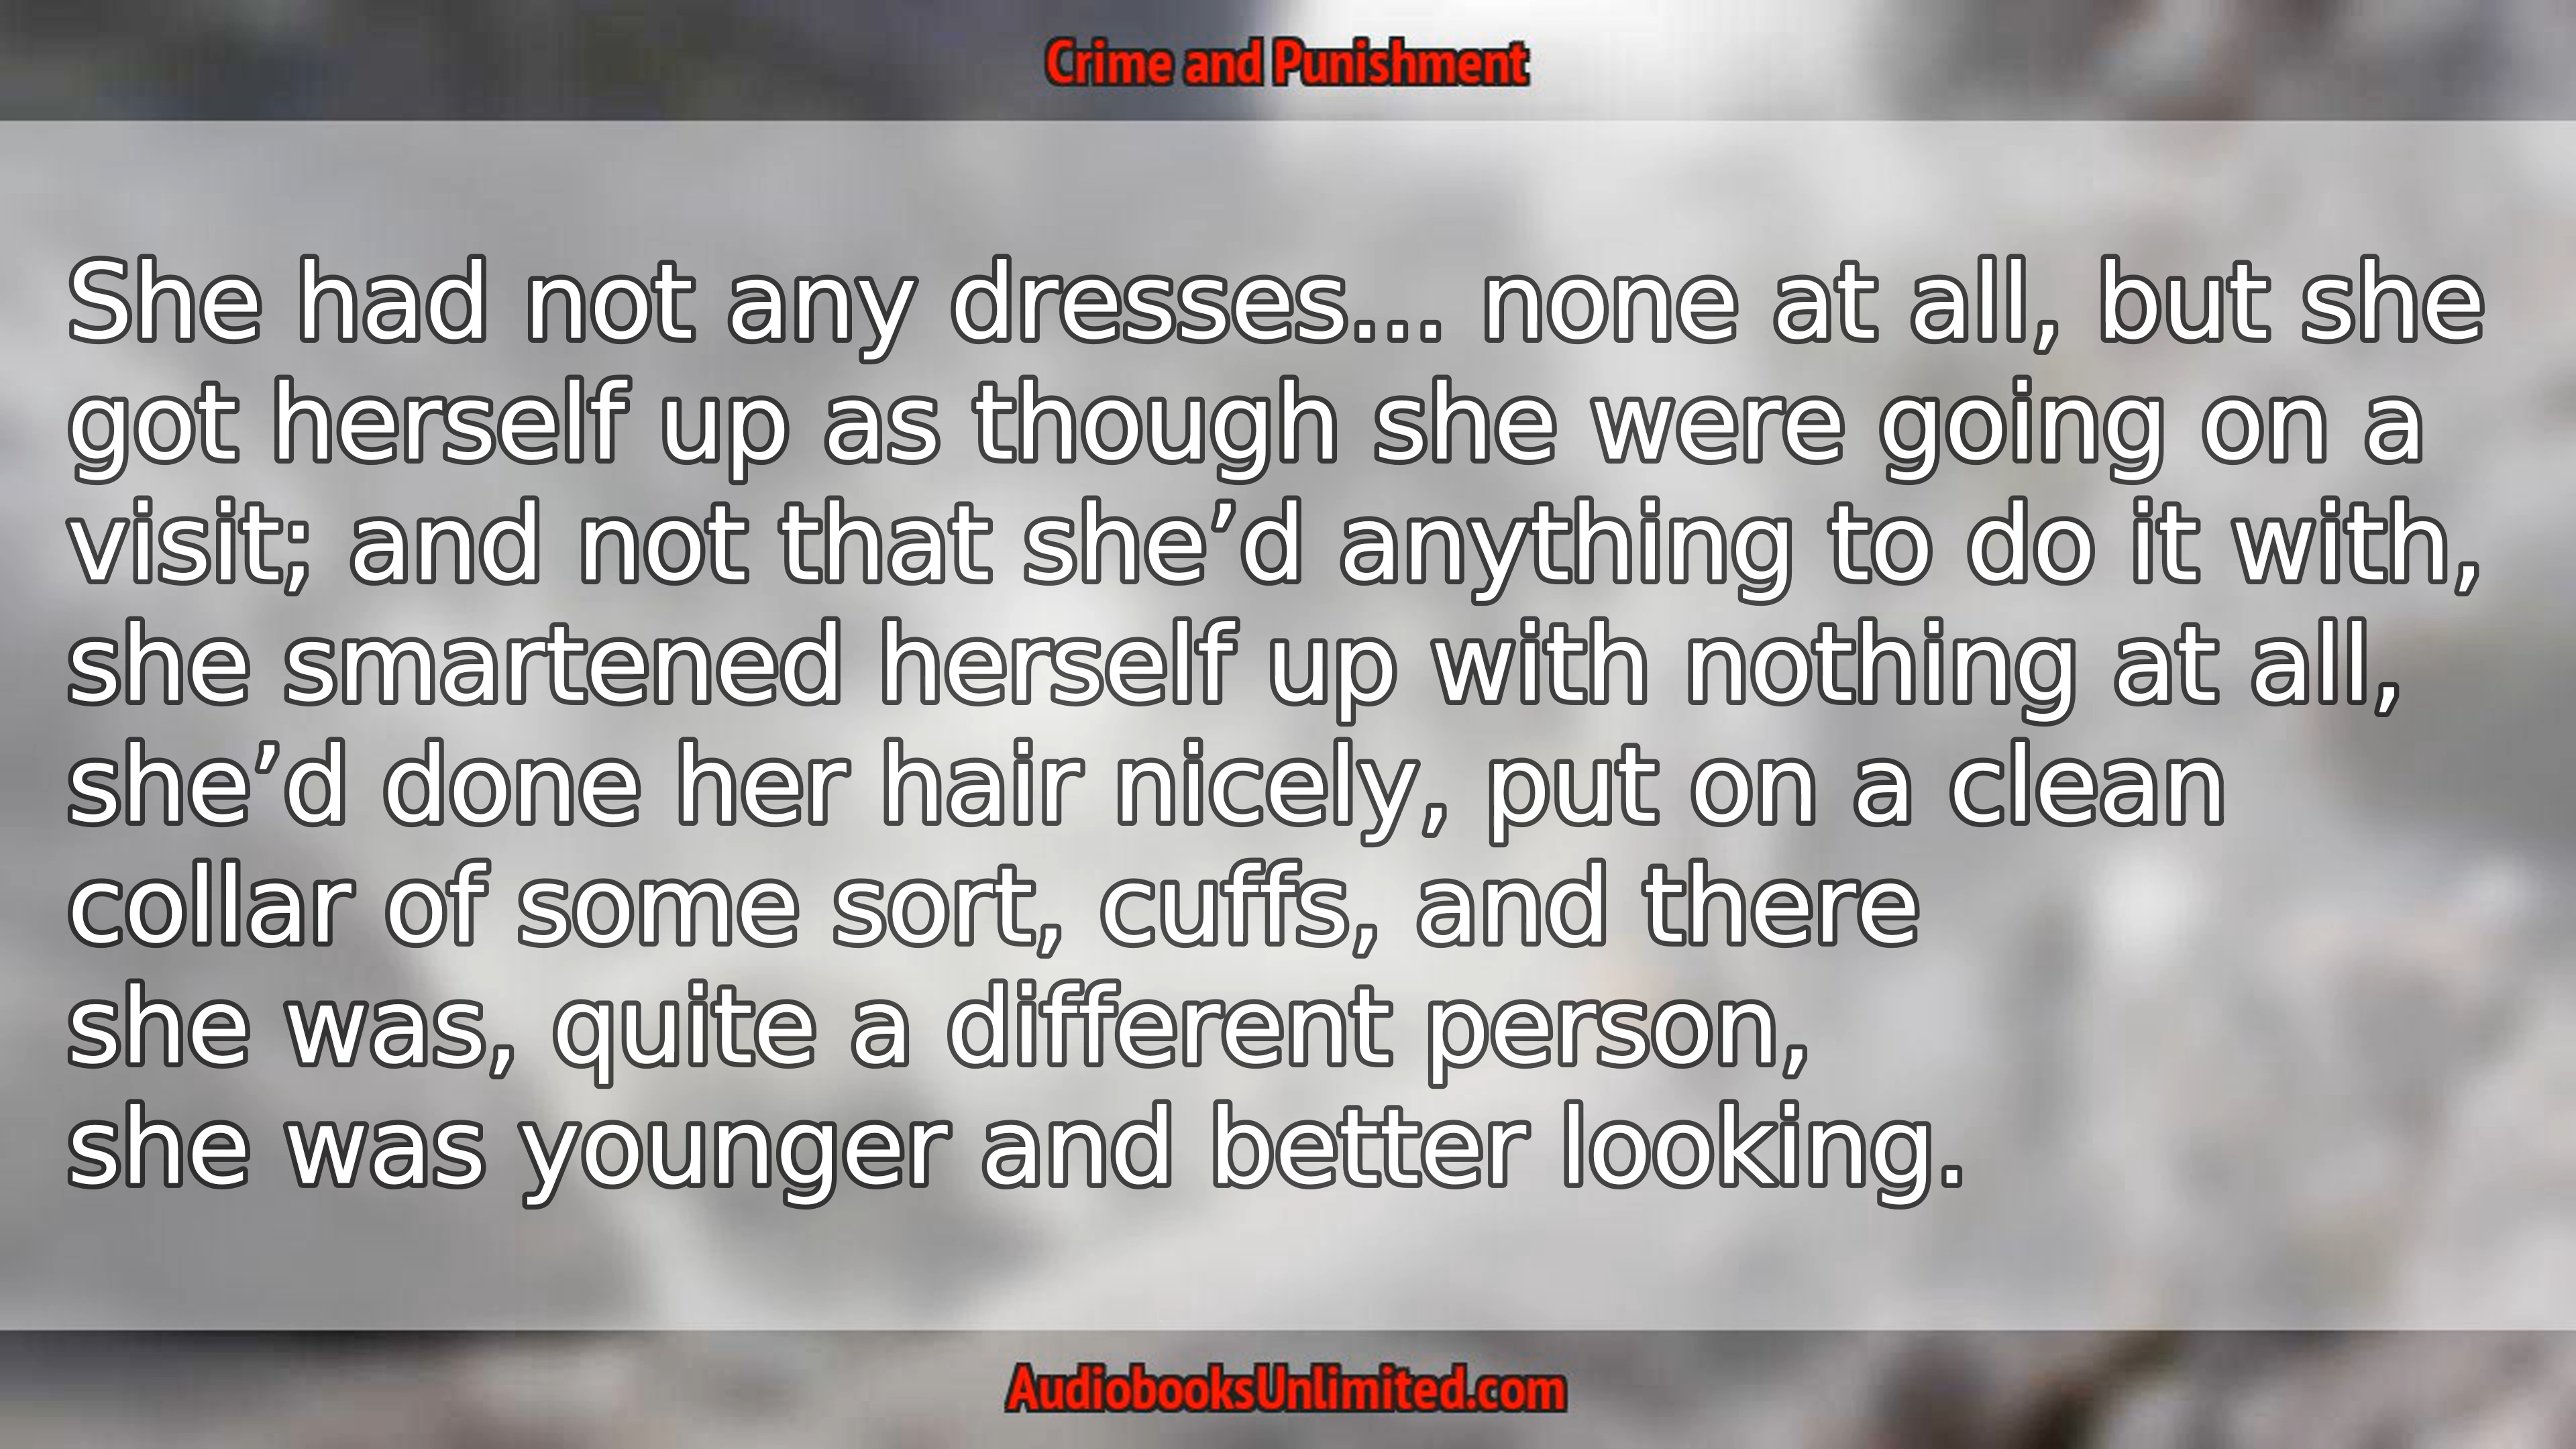 Crime and Punishment
She had not any dresses... none at all, but she
got herself up as though she were going on a
visit; and not that she’d anything to do it with,
she smartened herself up with nothing at all,
she’d done her hair nicely, put on a clean
collar of some sort, cuffs, and there
she was, quite a different person,
she was younger and better looking.
AudiobooksUnlimited.com